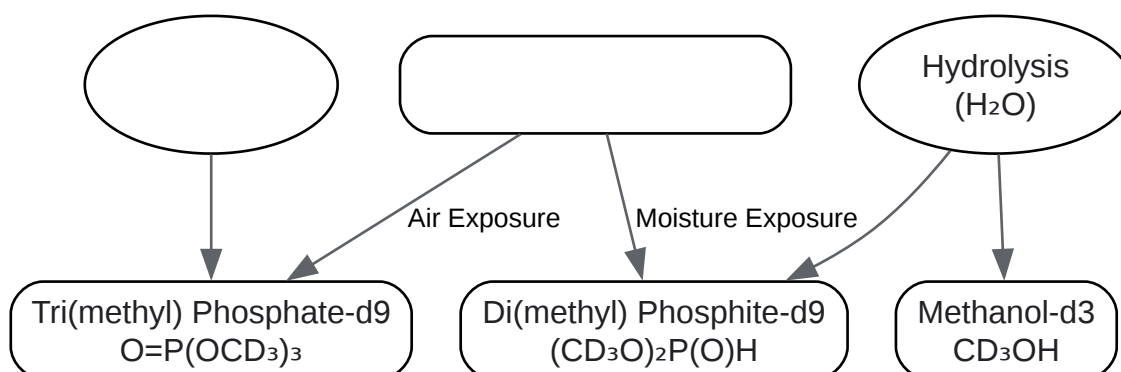 Hydrolysis
(H₂O)
Air Exposure
Moisture Exposure
Tri(methyl) Phosphate-d9
O=P(OCD₃)₃
Di(methyl) Phosphite-d9
(CD₃O)₂P(O)H
Methanol-d3
CD₃OH